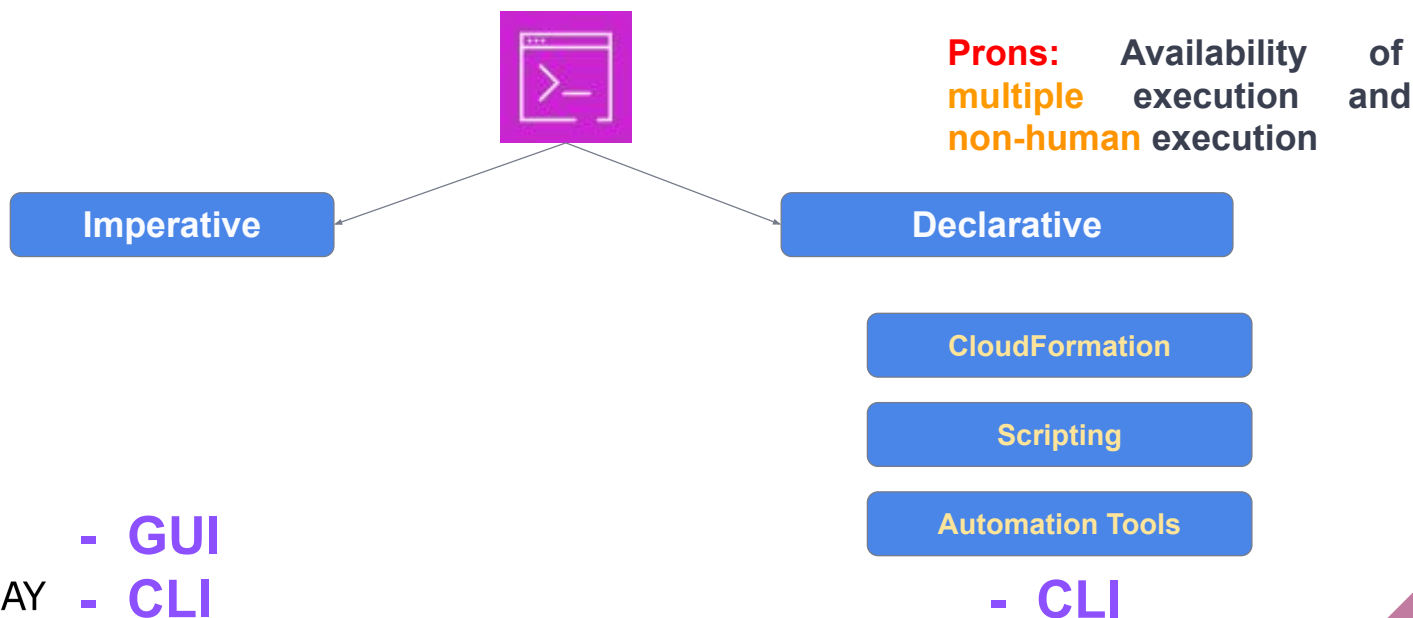 Prons: Availability of
multiple execution and
non-human execution
Imperative
Declarative
CloudFormation
Scripting
Automation Tools
- GUI
AY - CLI
- CLI